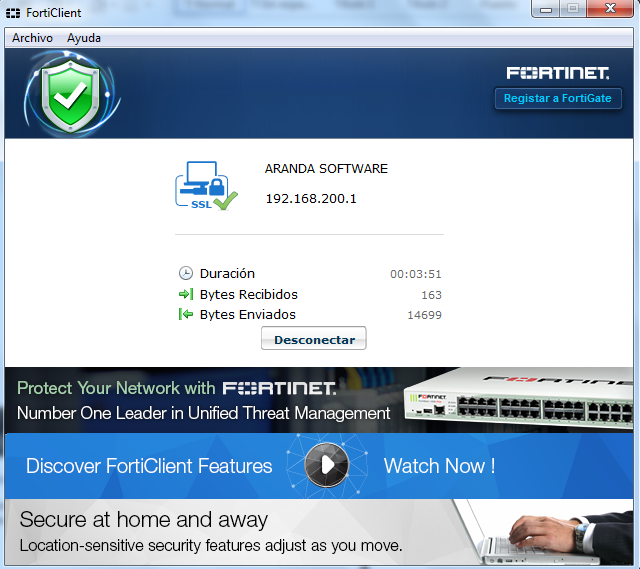 FortiClient
Archivo Ayuda
FORTINET.
Registar a FortiGate
SSL
ARANDA SOFTWARE
192.168.200.1
Duración 00:03:51
Bytes Recibidos 163
Bytes Enviados 14699
Desconectar
Protect Your Network with FORTINET.
Number One Leader in Unified Threat Management
FORTINET
FORTINET
Discover FortiClient Features Watch Now !
Secure at home and away
Location-sensitive security features adjust as you move.